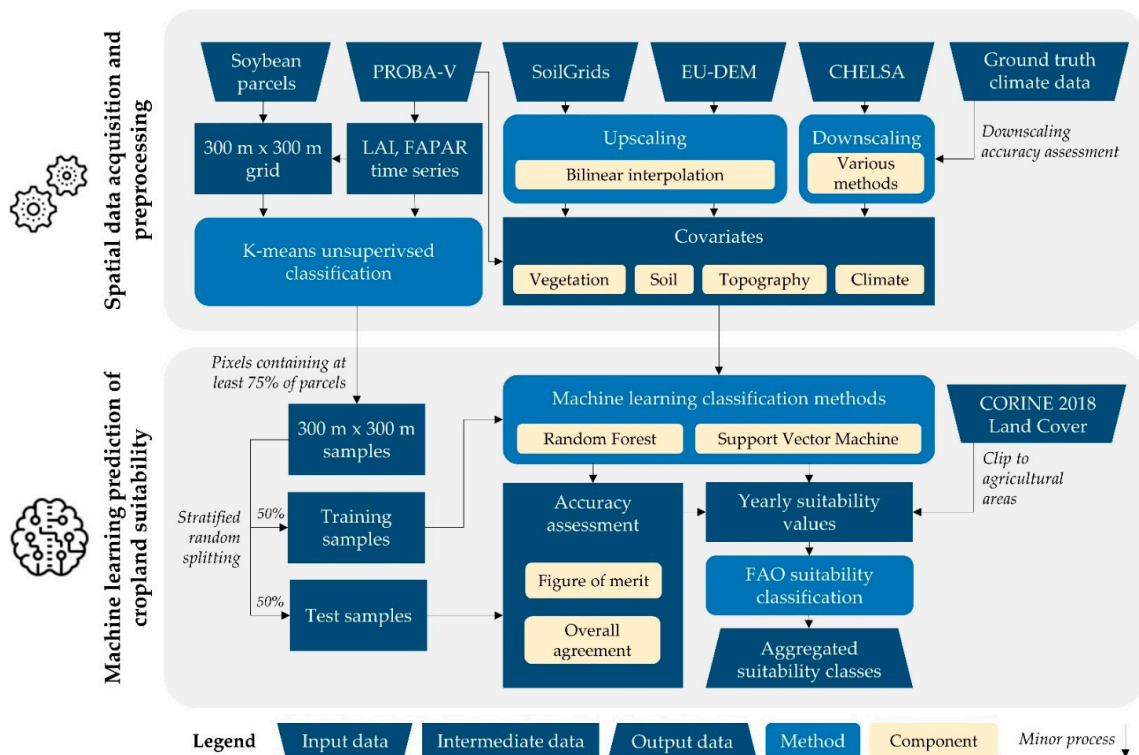 Spatial data acquisition and
preprocessing
Soybean
parcels
PROBA-V
SoilGrids
EU-DEM
CHELSA
Ground truth
climate data
300 m x 300 m
grid
LAI, FAPAR
time series
Upscaling
Bilinear interpolation
Downscaling
Various
methods
Downscaling
accuracy assessment
K-means unsuperivsed
classification
Covariates
Vegetation
Soil
Topography
Climate
Machine learning prediction of
cropland suitability
Pixels containing at
least 75% of parcels
Machine learning classification methods
Random Forest
Support Vector Machine
CORINE 2018
Land Cover
300 m x 300 m
samples
Clip to
agricultural
areas
Stratified
random
splitting
50%
Training
samples
50%
Test samples
Accuracy
assessment
Figure of merit
Overall
agreement
Yearly suitability
values
FAO suitability
classification
Aggregated
suitability classes
Legend
Input data
Intermediate data
Output data
Method
Component
Minor process